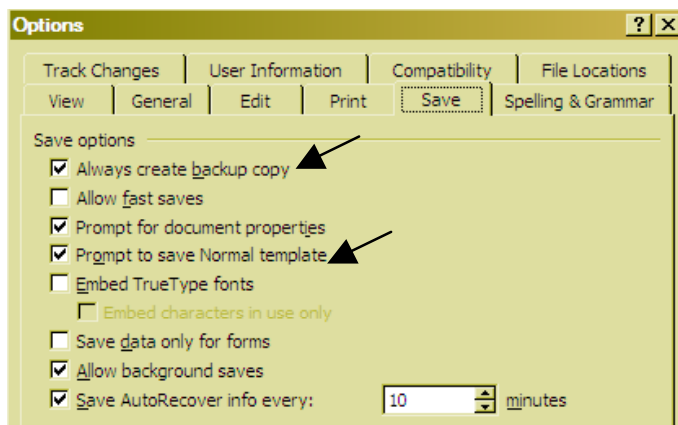 Options
Track Changes User Information Compatibility File Locations
View General Edit Print Save Spelling & Grammar
Save options
Always create backup copy
Allow fast saves
Prompt for document properties
Prompt to save Normal template
Embed TrueType fonts
Embed characters in use only
Save data only for forms
Allow background saves
Save AutoRecover info every: 10 minutes